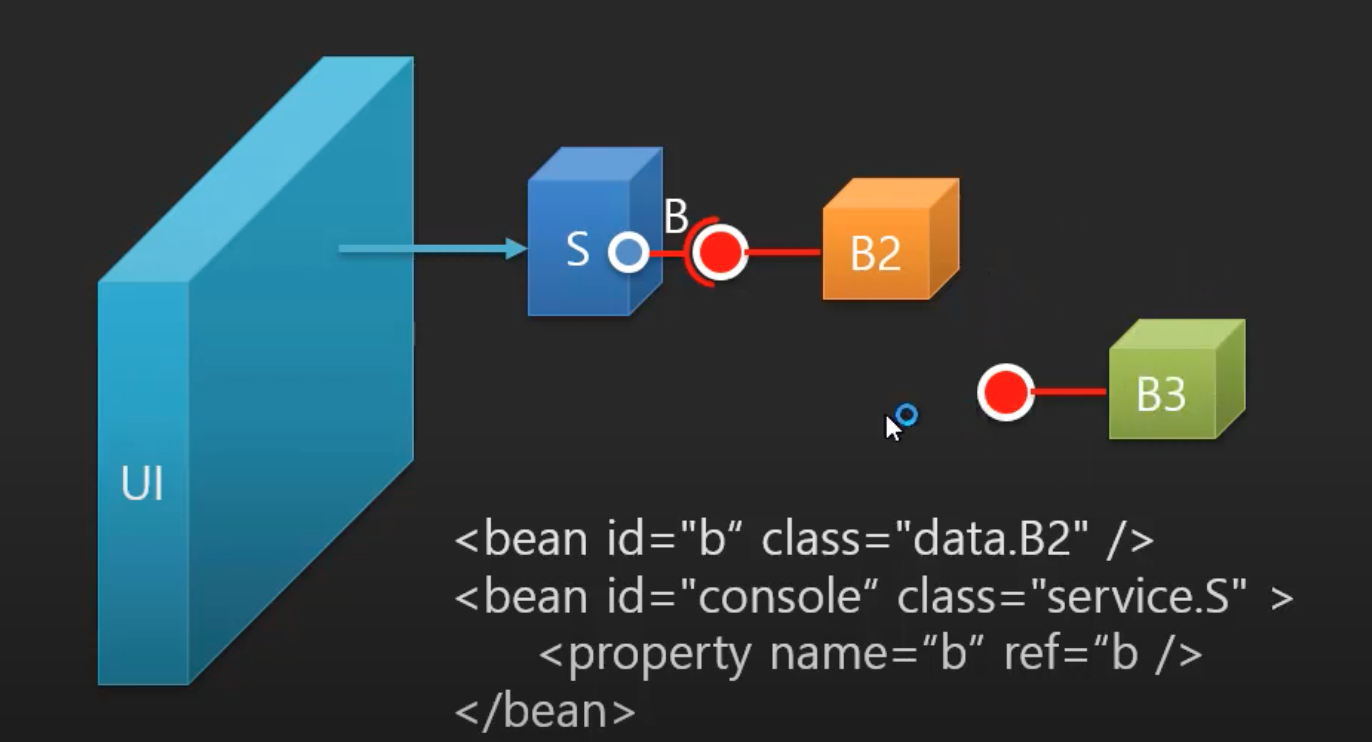 B
S
B2
B3
UI
<bean id="b“ class="data.B2" />
<bean id="console“ class="service.S" >
<property name=“b” ref=“b />
</bean>